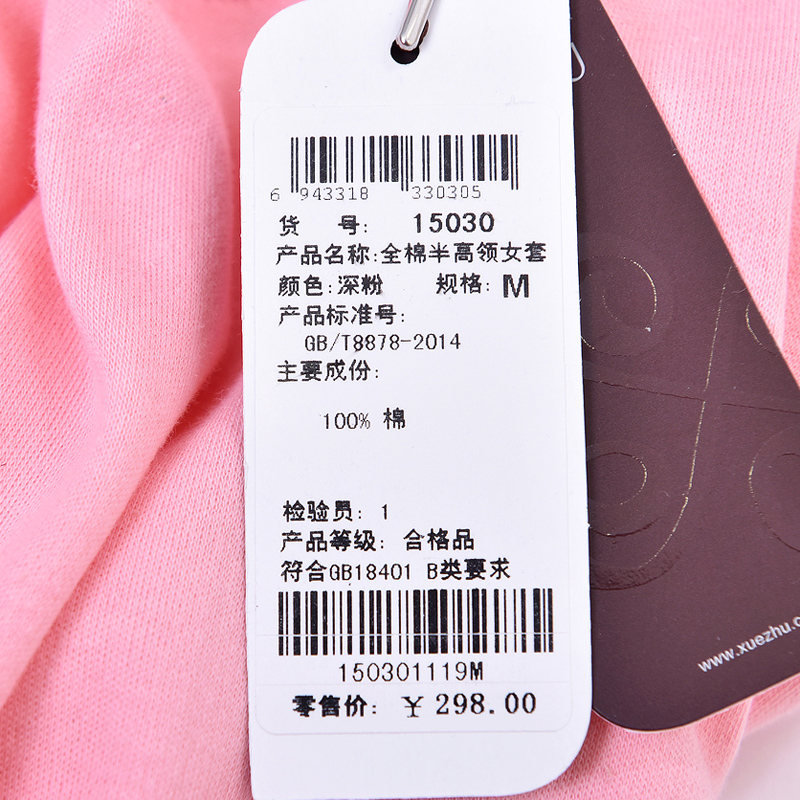 6 943318 330305
货 号: 15030
产品名称:全棉半高领女套
颜色:深粉 规格: M
产品标准号:
GB/T8878-2014
主要成份:
100% 棉
检验员: 1
产品等级: 合格品
符合GB18401 B类要求
150301119M
零售价: ¥ 298.00
www.xuezhu.c